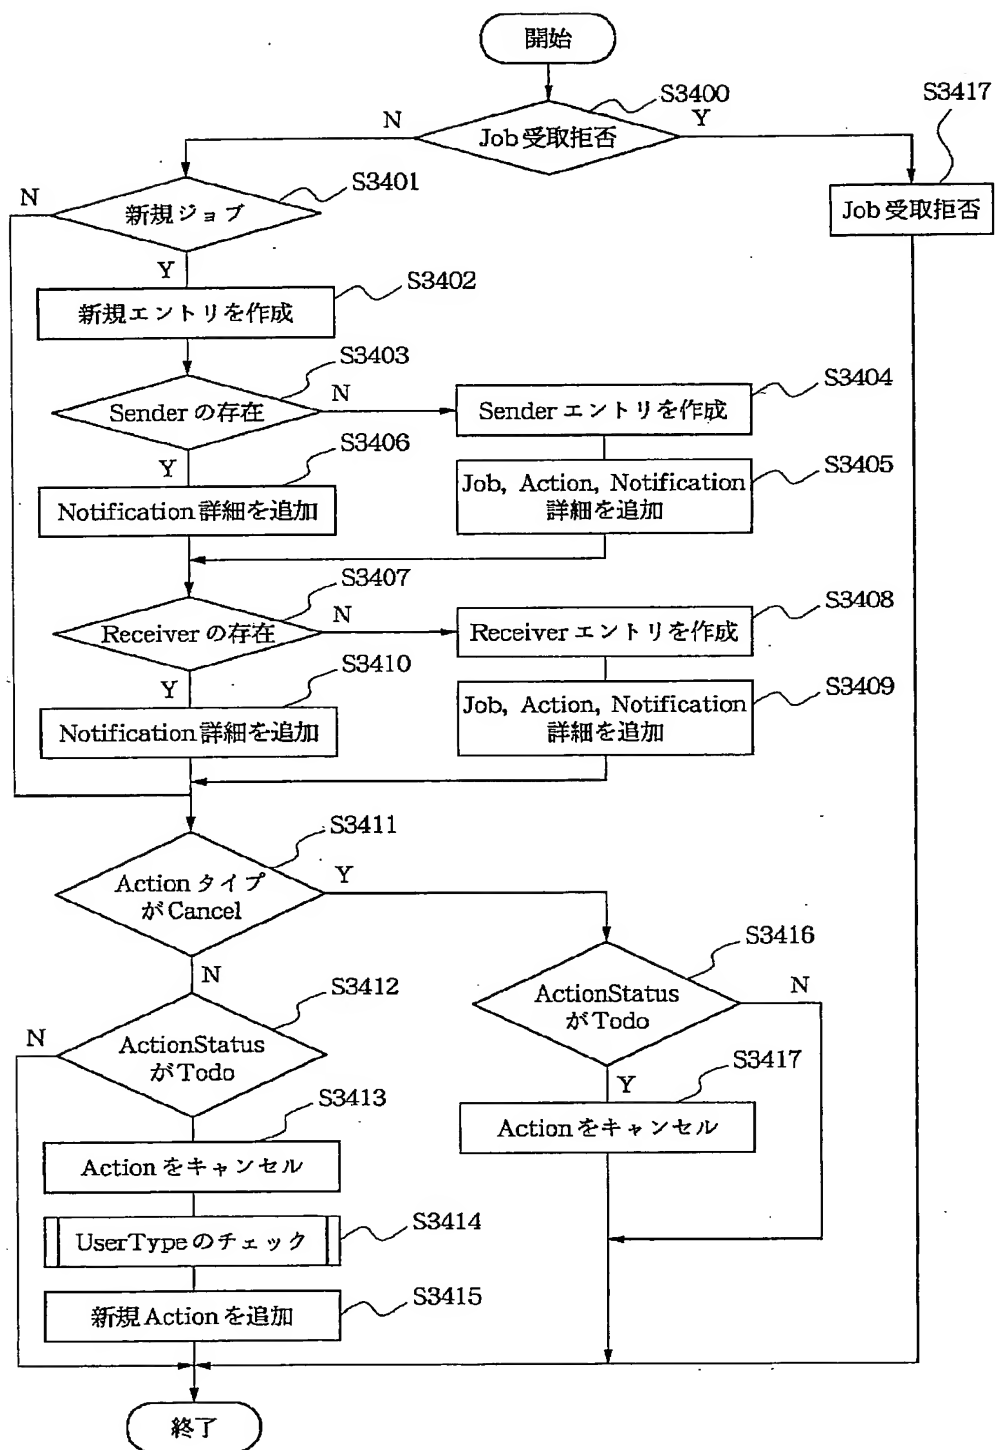 開始
S3400
N
Job受取拒否
Y
S3417
Job受取拒否
S3401
N
新規ジョブ
Y
S3402
新規エントリを作成
S3403
Senderの存在
N
S3404
Senderエントリを作成
Y
S3406
Notification詳細を追加
S3405
Job, Action, Notification
詳細を追加
S3407
Receiverの存在
N
S3408
Receiverエントリを作成
Y
S3410
Notification詳細を追加
S3409
Job, Action, Notification
詳細を追加
S3411
Actionタイプ
がCancel
Y
N
S3416
ActionStatus
がTodo
N
Y
S3417
Actionをキャンセル
S3412
N
ActionStatus
がTodo
S3413
Actionをキャンセル
S3414
UserTypeのチェック
S3415
新規Actionを追加
終了